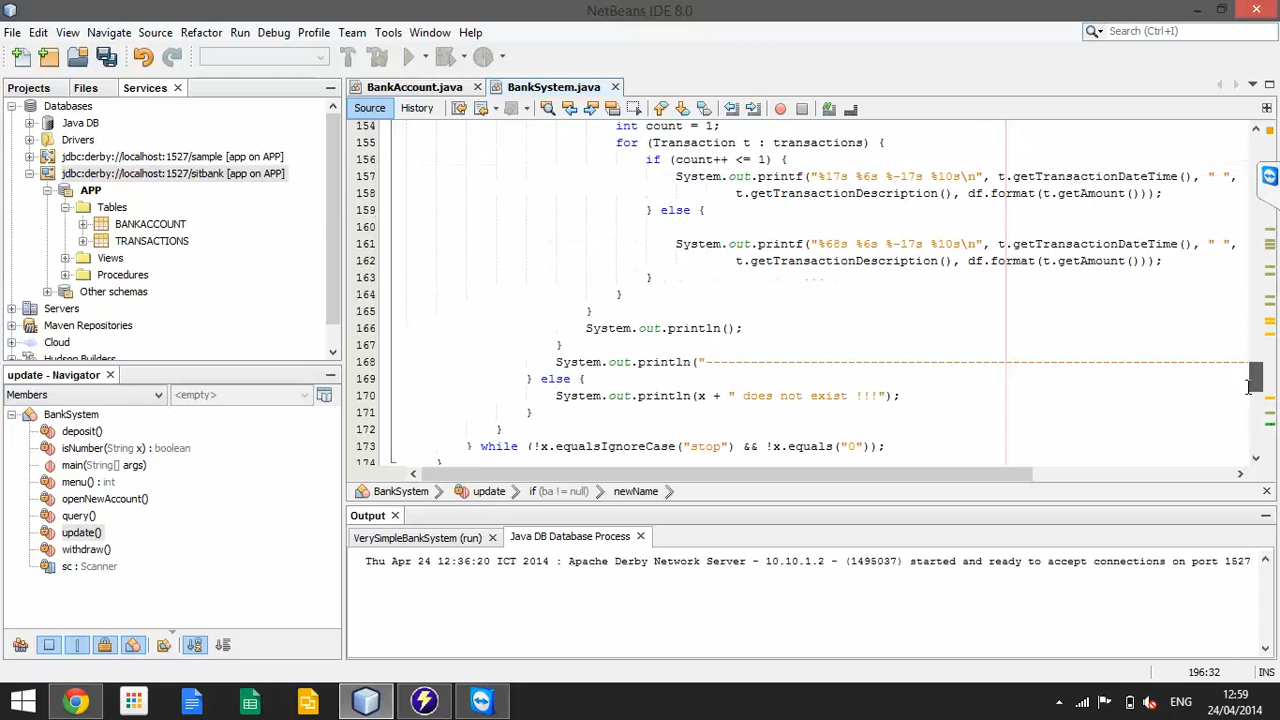 NetBeans IDE 8.0
File Edit View Navigate Source Refactor Run Debug Profile Team Tools Window Help
Search (Ctrl+I)
Projects Files Services
BankAccount.java BankSystem.java
Source History
Databases
Java DB
Drivers
jdbc:derby://localhost:1527/sample [app on APP]
jdbc:derby://localhost:1527/sitbank [app on APP]
APP
Tables
BANKACCOUNT
TRANSACTIONS
Views
Procedures
Other schemas
Servers
Maven Repositories
Cloud
Hudson Builders
154 int count = 1;
155 for (Transaction t : transactions) {
156 if (count++ <= 1) {
157 System.out.printf("%17s %6s %-17s %10s\n", t.getTransactionDateTime(), " ",
158 t.getTransactionDescription(), df.format(t.getAmount()));
159 } else {
160
161 System.out.printf("%68s %6s %-17s %10s\n", t.getTransactionDateTime(), " ",
162 t.getTransactionDescription(), df.format(t.getAmount()));
163 }
164 }
165 }
166 System.out.println();
167 }
168 System.out.println("------------------------------------------------------------------------
169 } else {
170 System.out.println(x + " does not exist !!!");
171 }
172 }
173 } while (!x.equalsIgnoreCase("stop") && !x.equals("0"));
174 }
BankSystem update if (ba != null) newName
update - Navigator
Members <empty>
BankSystem
deposit()
isNumber(String x) : boolean
main(String[] args)
menu() : int
openNewAccount()
query()
update()
withdraw()
sc : Scanner
Output
VerySimpleBankSystem (run) Java DB Database Process
Thu Apr 24 12:36:20 ICT 2014 : Apache Derby Network Server - 10.10.1.2 - (1495037) started and ready to accept connections on port 1527
196:32 INS
ENG
12:59
24/04/2014